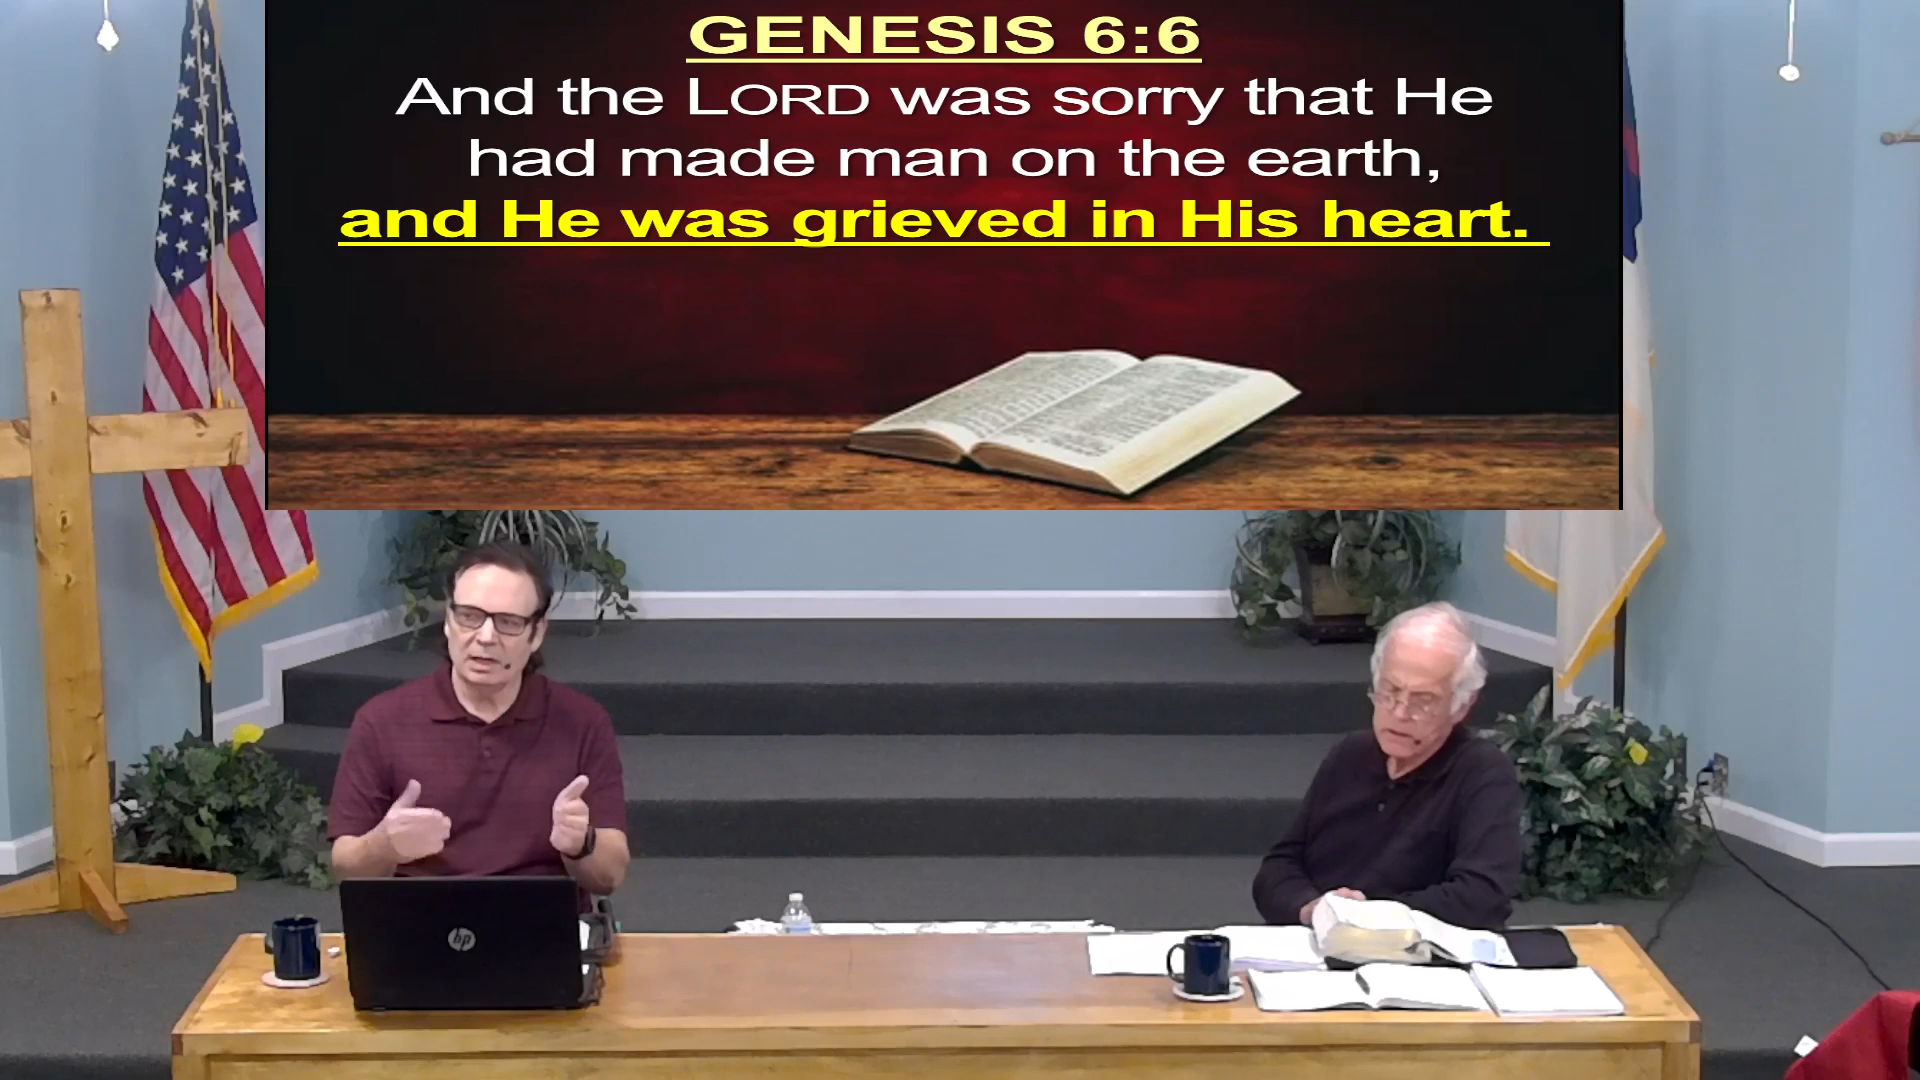 GENESIS 6:6
And the LORD was sorry that He
had made man on the earth,
and He was grieved in His heart.
hp